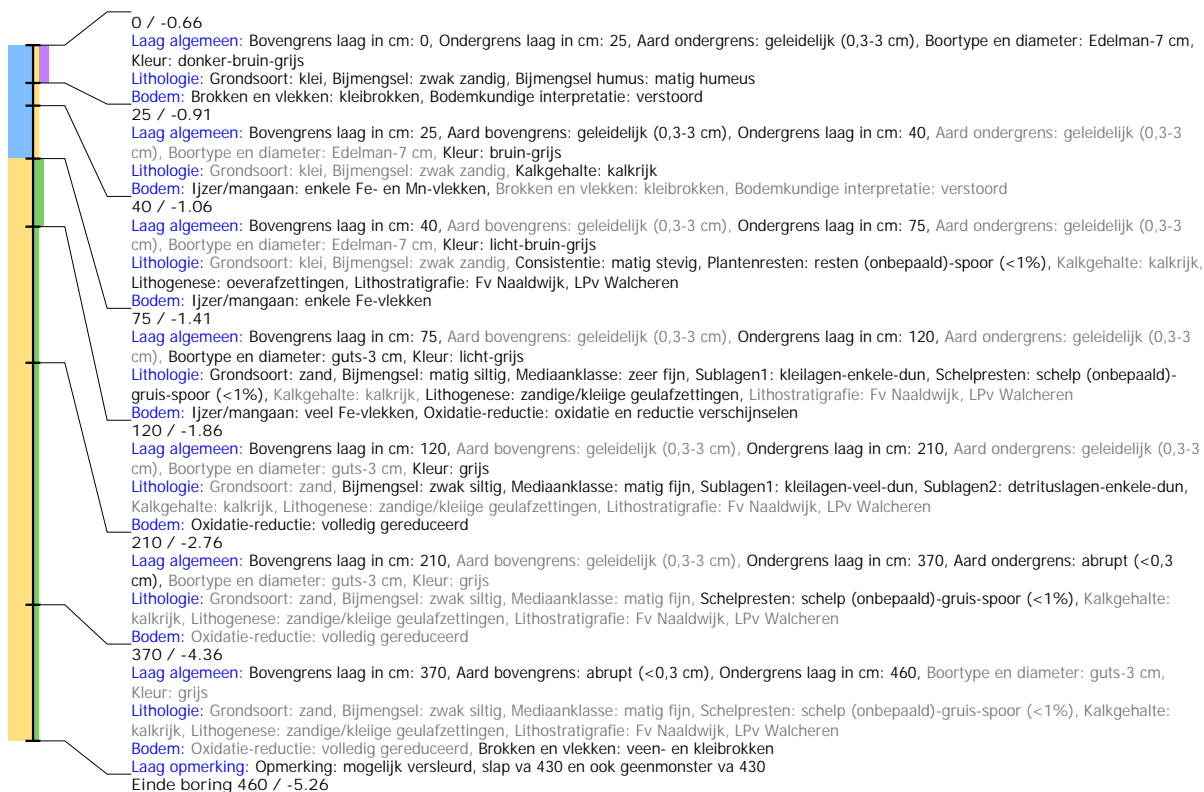 0 / -0.66
Laag algemeen: Bovengrens laag in cm: 0, Ondergrens laag in cm: 25, Aard ondergrens: geleidelijk (0,3-3 cm), Boortype en diameter: Edelman-7 cm,
Kleur: donker-bruin-grijs
Lithologie: Grondsoort: klei, Bijmengsel: zwak zandig, Bijmengsel humus: matig humeus
Bodem: Brokken en vlekken: kleibrokken, Bodemkundige interpretatie: verstoord
25 / -0.91
Laag algemeen: Bovengrens laag in cm: 25, Aard bovengrens: geleidelijk (0,3-3 cm), Ondergrens laag in cm: 40, Aard ondergrens: geleidelijk (0,3-3
cm), Boortype en diameter: Edelman-7 cm, Kleur: bruin-grijs
Lithologie: Grondsoort: klei, Bijmengsel: zwak zandig, Kalkgehalte: kalkrijk
Bodem: Ijzer/mangaan: enkele Fe- en Mn-vlekken, Brokken en vlekken: kleibrokken, Bodemkundige interpretatie: verstoord
40 / -1.06
Laag algemeen: Bovengrens laag in cm: 40, Aard bovengrens: geleidelijk (0,3-3 cm), Ondergrens laag in cm: 75, Aard ondergrens: geleidelijk (0,3-3
cm), Boortype en diameter: Edelman-7 cm, Kleur: licht-bruin-grijs
Lithologie: Grondsoort: klei, Bijmengsel: zwak zandig, Consistentie: matig stevig, Plantenresten: resten (onbepaald)-spoor (<1%), Kalkgehalte: kalkrijk,
Lithogenese: oeverafzettingen, Lithostratigrafie: Fv Naaldwijk, LPv Walcheren
Bodem: Ijzer/mangaan: enkele Fe-vlekken
75 / -1.41
Laag algemeen: Bovengrens laag in cm: 75, Aard bovengrens: geleidelijk (0,3-3 cm), Ondergrens laag in cm: 120, Aard ondergrens: geleidelijk (0,3-3
cm), Boortype en diameter: guts-3 cm, Kleur: licht-grijs
Lithologie: Grondsoort: zand, Bijmengsel: matig siltig, Mediaanklasse: zeer fijn, Sublagen1: kleilagen-enkele-dun, Schelpresten: schelp (onbepaald)-
gruis-spoor (<1%), Kalkgehalte: kalkrijk, Lithogenese: zandige/kleiige geulafzettingen, Lithostratigrafie: Fv Naaldwijk, LPv Walcheren
Bodem: Ijzer/mangaan: veel Fe-vlekken, Oxidatie-reductie: oxidatie en reductie verschijnselen
120 / -1.86
Laag algemeen: Bovengrens laag in cm: 120, Aard bovengrens: geleidelijk (0,3-3 cm), Ondergrens laag in cm: 210, Aard ondergrens: geleidelijk (0,3-3
cm), Boortype en diameter: guts-3 cm, Kleur: grijs
Lithologie: Grondsoort: zand, Bijmengsel: zwak siltig, Mediaanklasse: matig fijn, Sublagen1: kleilagen-veel-dun, Sublagen2: detrituslagen-enkele-dun,
Kalkgehalte: kalkrijk, Lithogenese: zandige/kleiige geulafzettingen, Lithostratigrafie: Fv Naaldwijk, LPv Walcheren
Bodem: Oxidatie-reductie: volledig gereduceerd
210 / -2.76
Laag algemeen: Bovengrens laag in cm: 210, Aard bovengrens: geleidelijk (0,3-3 cm), Ondergrens laag in cm: 370, Aard ondergrens: abrupt (<0,3
cm), Boortype en diameter: guts-3 cm, Kleur: grijs
Lithologie: Grondsoort: zand, Bijmengsel: zwak siltig, Mediaanklasse: matig fijn, Schelpresten: schelp (onbepaald)-gruis-spoor (<1%), Kalkgehalte:
kalkrijk, Lithogenese: zandige/kleiige geulafzettingen, Lithostratigrafie: Fv Naaldwijk, LPv Walcheren
Bodem: Oxidatie-reductie: volledig gereduceerd
370 / -4.36
Laag algemeen: Bovengrens laag in cm: 370, Aard bovengrens: abrupt (<0,3 cm), Ondergrens laag in cm: 460, Boortype en diameter: guts-3 cm,
Kleur: grijs
Lithologie: Grondsoort: zand, Bijmengsel: zwak siltig, Mediaanklasse: matig fijn, Schelpresten: schelp (onbepaald)-gruis-spoor (<1%), Kalkgehalte:
kalkrijk, Lithogenese: zandige/kleiige geulafzettingen, Lithostratigrafie: Fv Naaldwijk, LPv Walcheren
Bodem: Oxidatie-reductie: volledig gereduceerd, Brokken en vlekken: veen- en kleibrokken
Laag opmerking: Opmerking: mogelijk versleurd, slap va 430 en ook geenmonster va 430
Einde boring 460 / -5.26